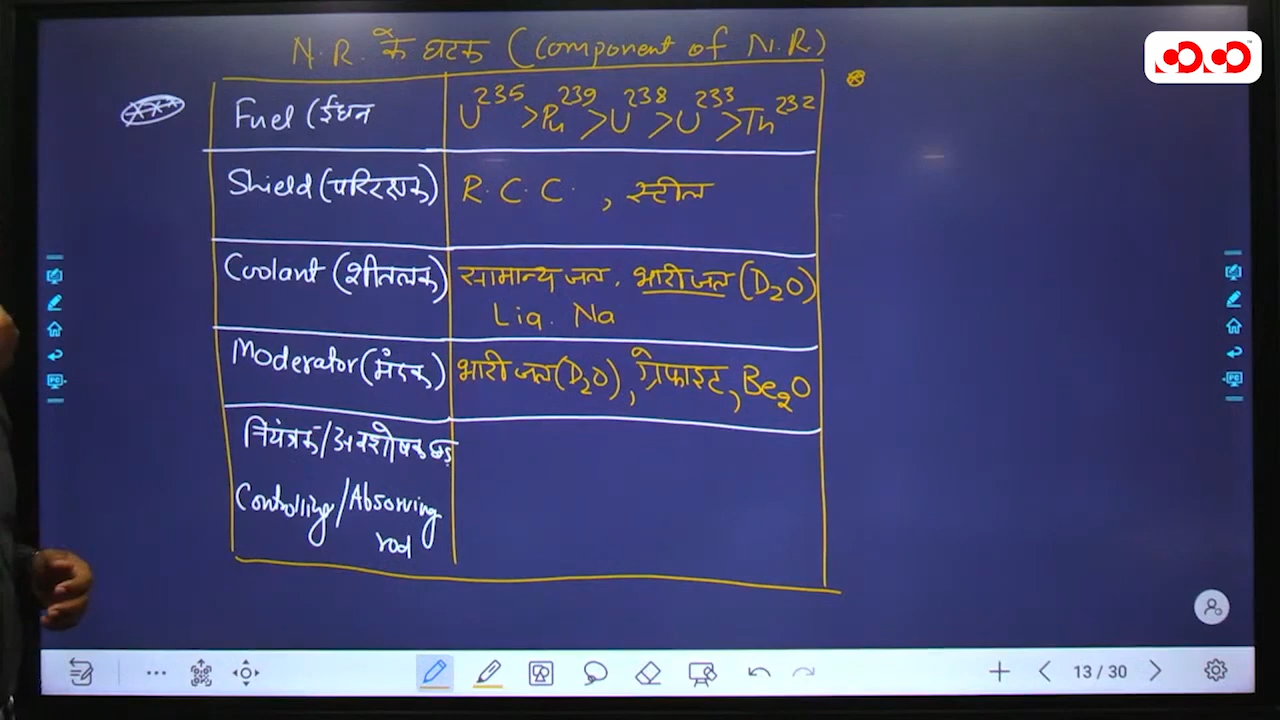 N.R. के घटक (Component of N.R.)
Fuel (ईंधन
U²³⁵ > Pu²³⁹ > U²³⁸ > U²³³ > Th²³²
Shield (परिरक्षक)
R.C.C. , स्टील
Coolant (शीतलक)
सामान्य जल, भारी जल (D₂O)
Liq. Na
Moderator (मंदक)
भारी जल (D₂O), ग्रेफाइट, Be₂O
नियंत्रक/अवशोषक छड़
Controlling/Absorving
rod
13/30